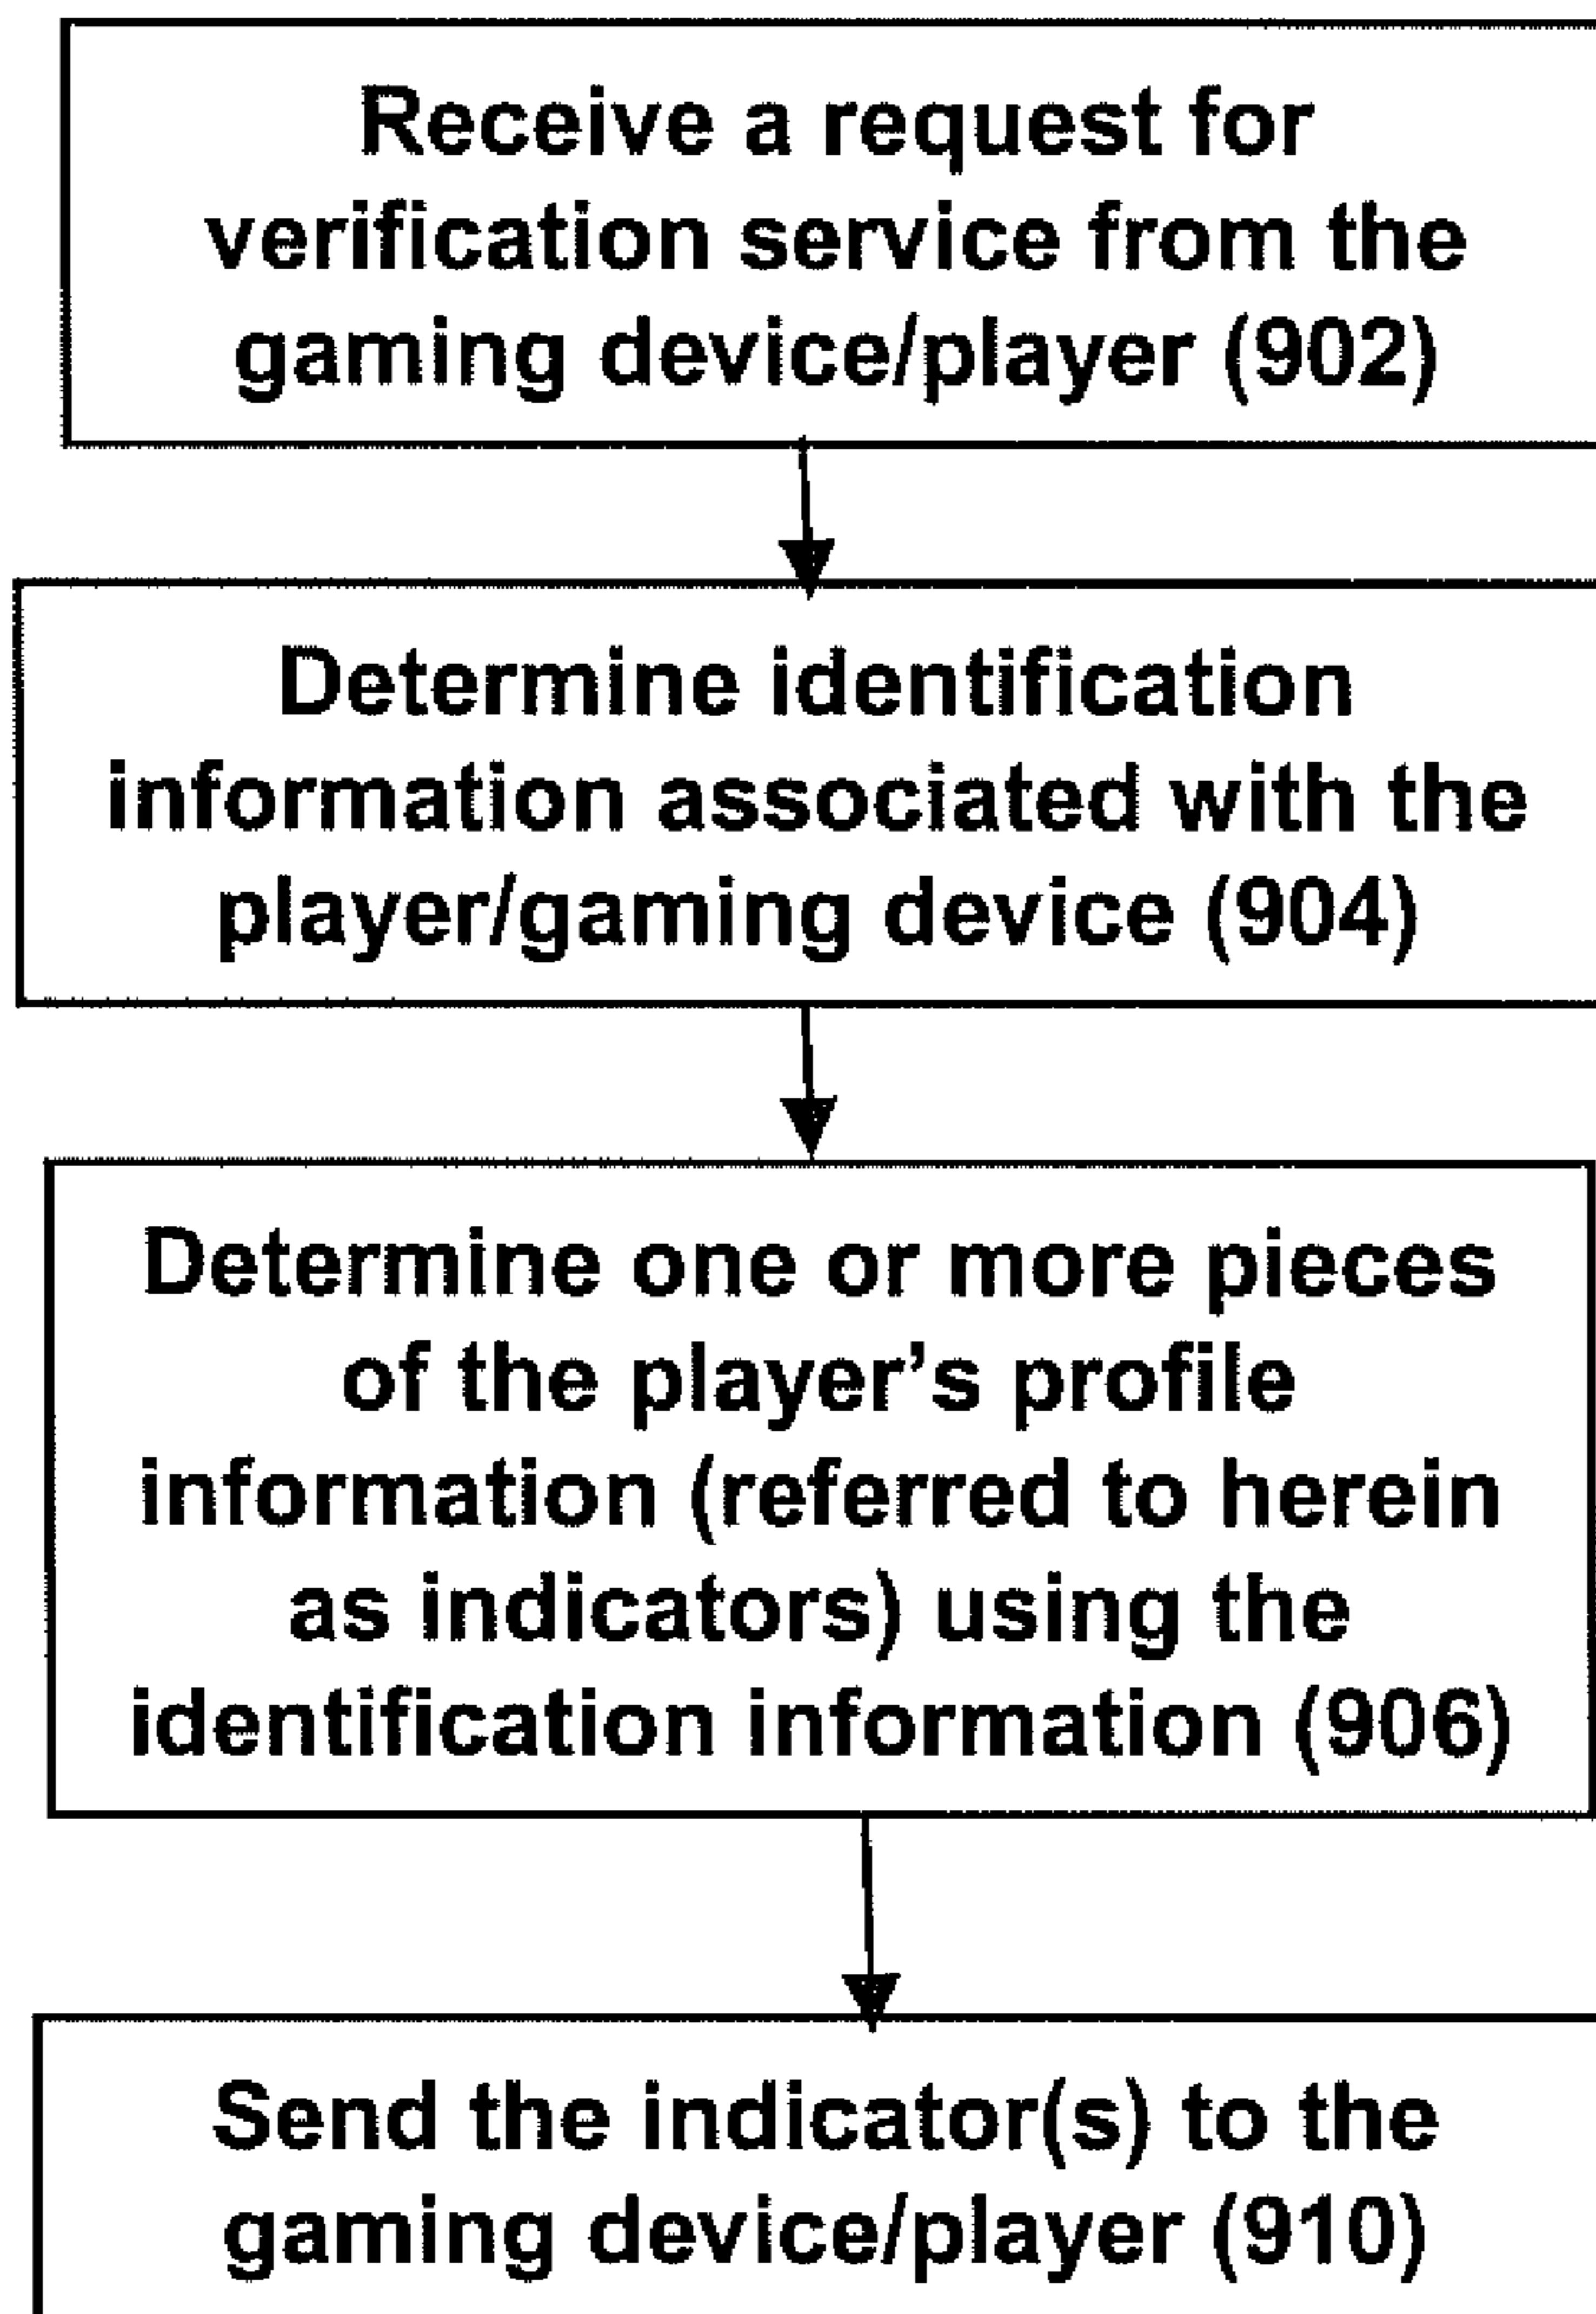 Receive a request for
verification service from the
gaming device/player (902)
Determine identification
information associated with the
player/gaming device (904)
Determine one or more pieces
of the player's profile
information (referred to herein
as indicators) using the
identification information (906)
Send the indicator(s) to the
gaming device/player (910)